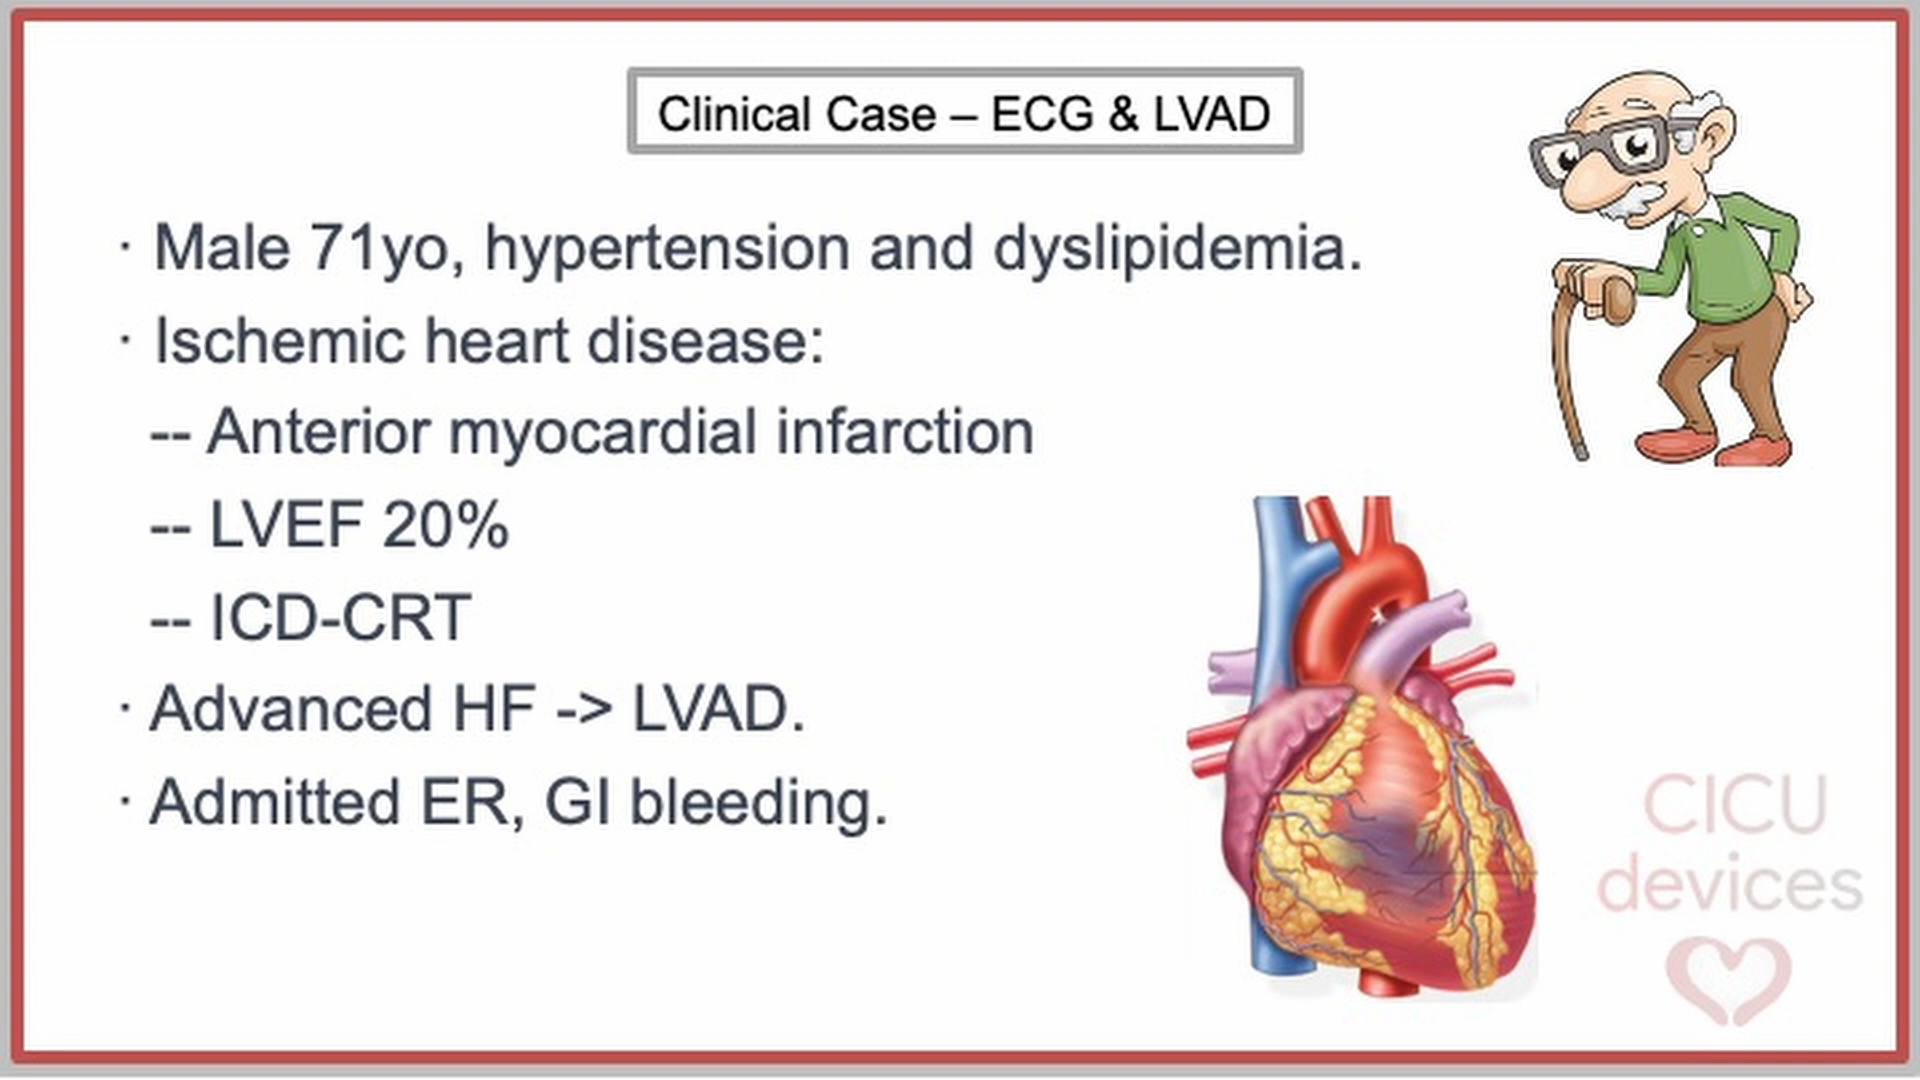 Clinical Case – ECG & LVAD
· Male 71yo, hypertension and dyslipidemia.
· Ischemic heart disease:
-- Anterior myocardial infarction
-- LVEF 20%
-- ICD-CRT
· Advanced HF -> LVAD.
· Admitted ER, GI bleeding.
CICU
devices